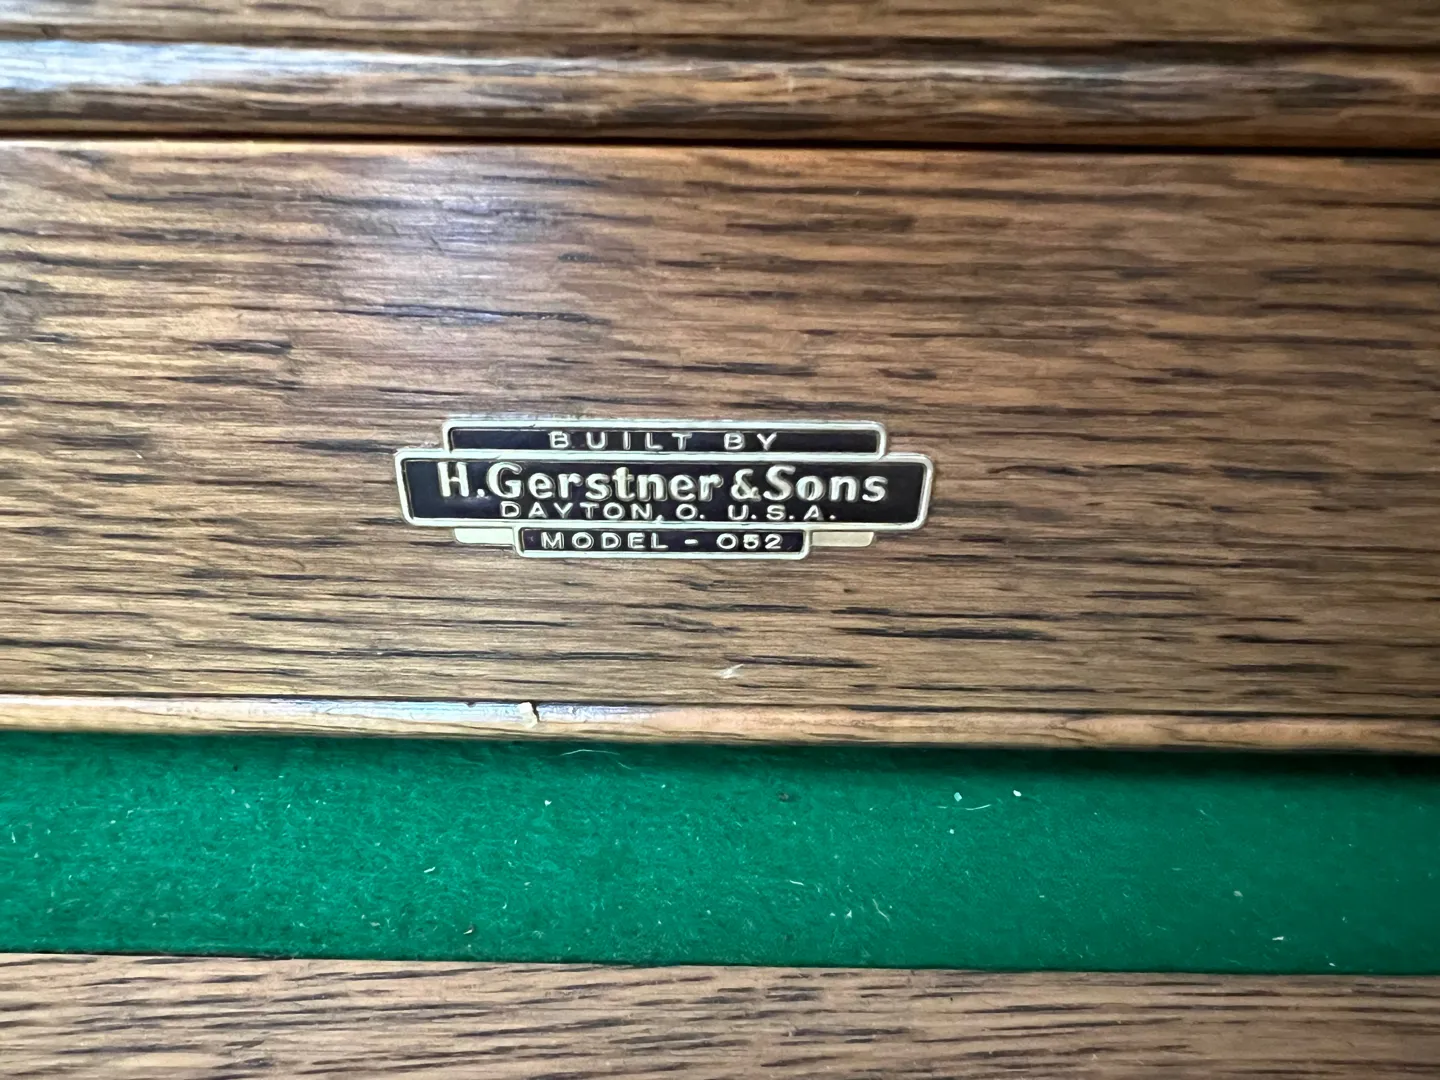 BUILT BY
H.Gerstner & Sons
DAYTON, O. U.S.A.
MODEL - 052